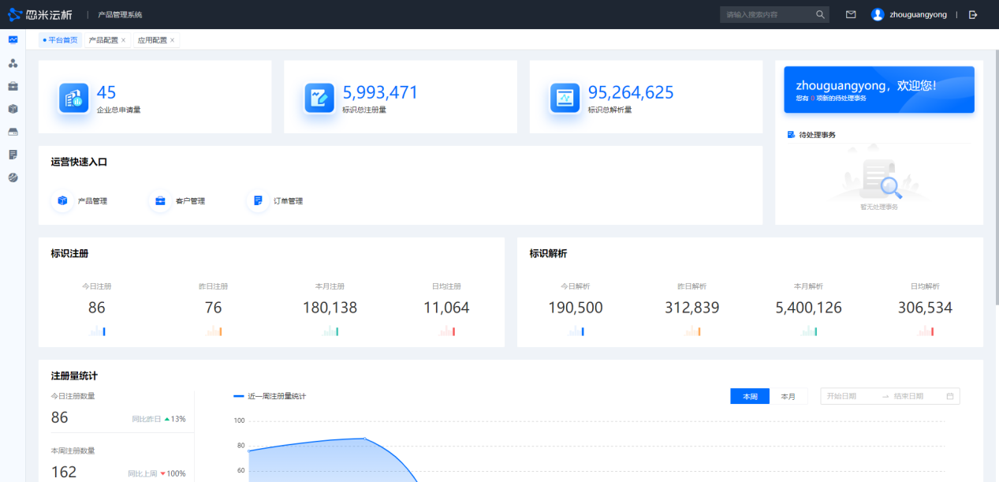 忽米沄析 | 产品管理系统
请输入搜索内容
zhouguangyong
平台首页 产品配置 × 应用配置 ×
45
企业总申请量
5,993,471
标识总注册量
95,264,625
标识总解析量
zhouguangyong，欢迎您！
您有 0 项新的待处理事务
待处理事务
暂无处理事务
运营快速入口
产品管理 客户管理 订单管理
标识注册
今日注册 昨日注册 本月注册 日均注册
86 76 180,138 11,064
标识解析
今日解析 昨日解析 本月解析 日均解析
190,500 312,839 5,400,126 306,534
注册量统计
今日注册数量
86 同比昨日 13%
本周注册数量
162 同比上周 100%
近一周注册量统计
本周 本月 开始日期 → 结束日期
100
80
60